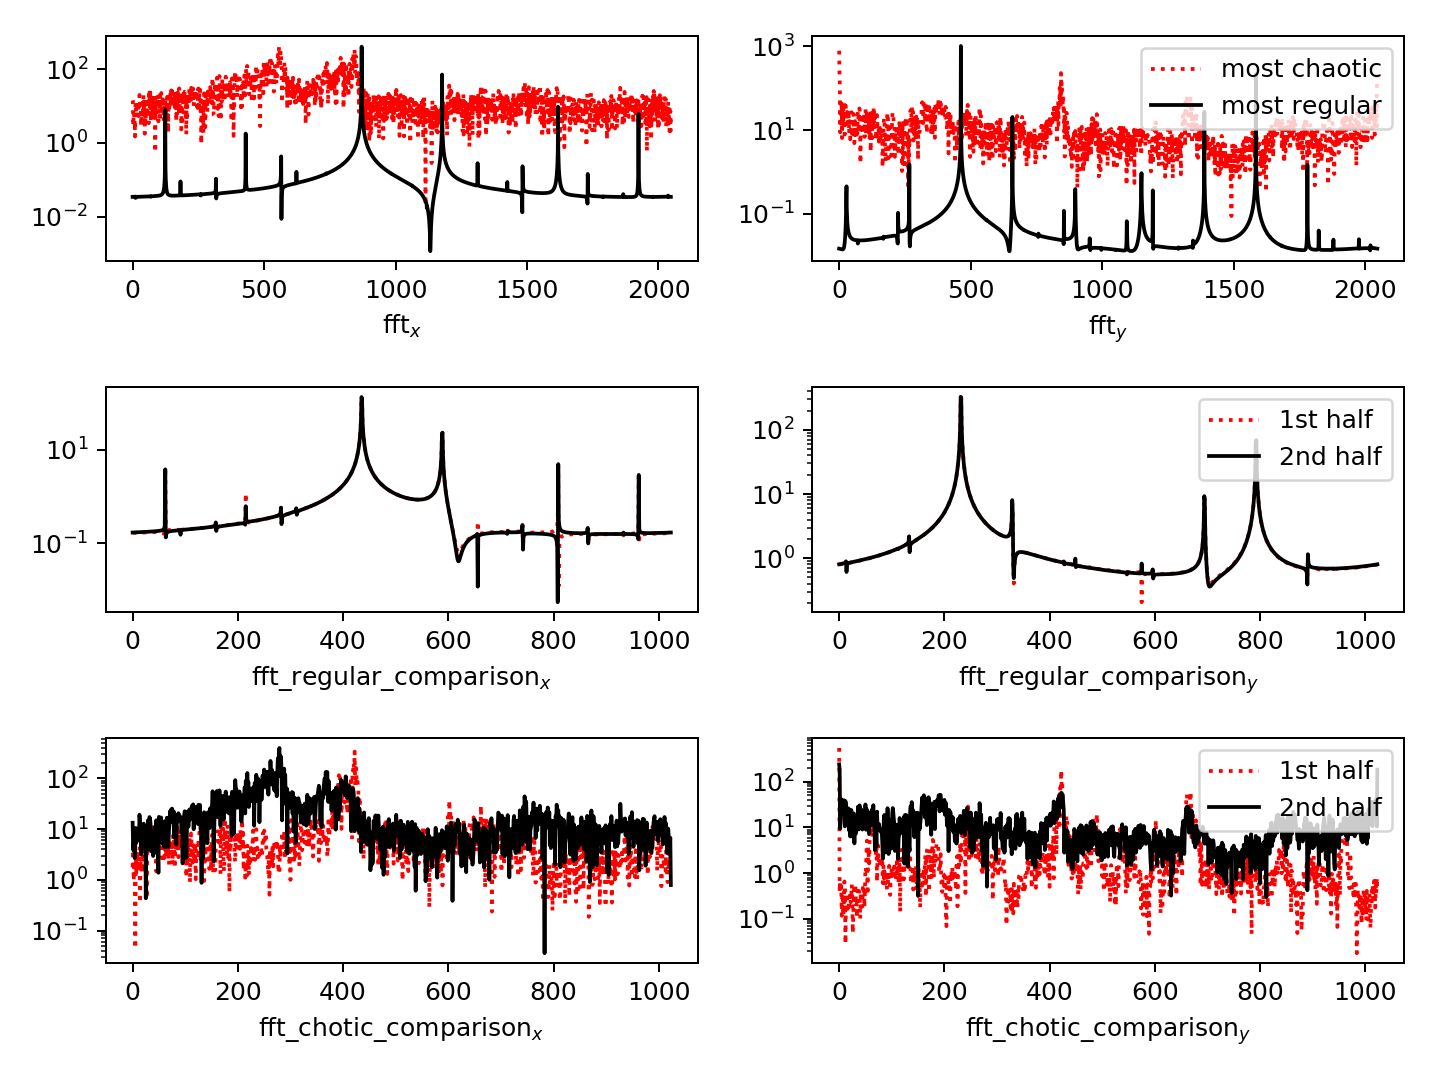 10² 10⁰ 10⁻²
0 500 1000 1500 2000
fftₓ
10³ 10¹ 10⁻¹
most chaotic
most regular
0 500 1000 1500 2000
fft_y
10¹ 10⁻¹
0 200 400 600 800 1000
fft_regular_comparisonₓ
10² 10¹ 10⁰
1st half
2nd half
0 200 400 600 800 1000
fft_regular_comparison_y
10² 10¹ 10⁰ 10⁻¹
0 200 400 600 800 1000
fft_chotic_comparisonₓ
10² 10¹ 10⁰ 10⁻¹
1st half
2nd half
0 200 400 600 800 1000
fft_chotic_comparison_y